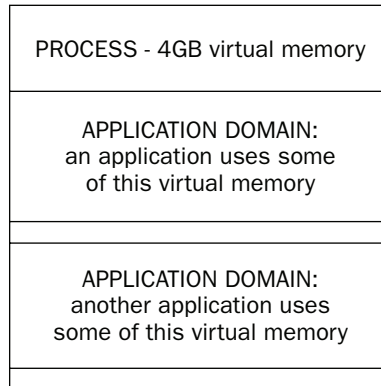 PROCESS - 4GB virtual memory
APPLICATION DOMAIN:
an application uses some
of this virtual memory
APPLICATION DOMAIN:
another application uses
some of this virtual memory